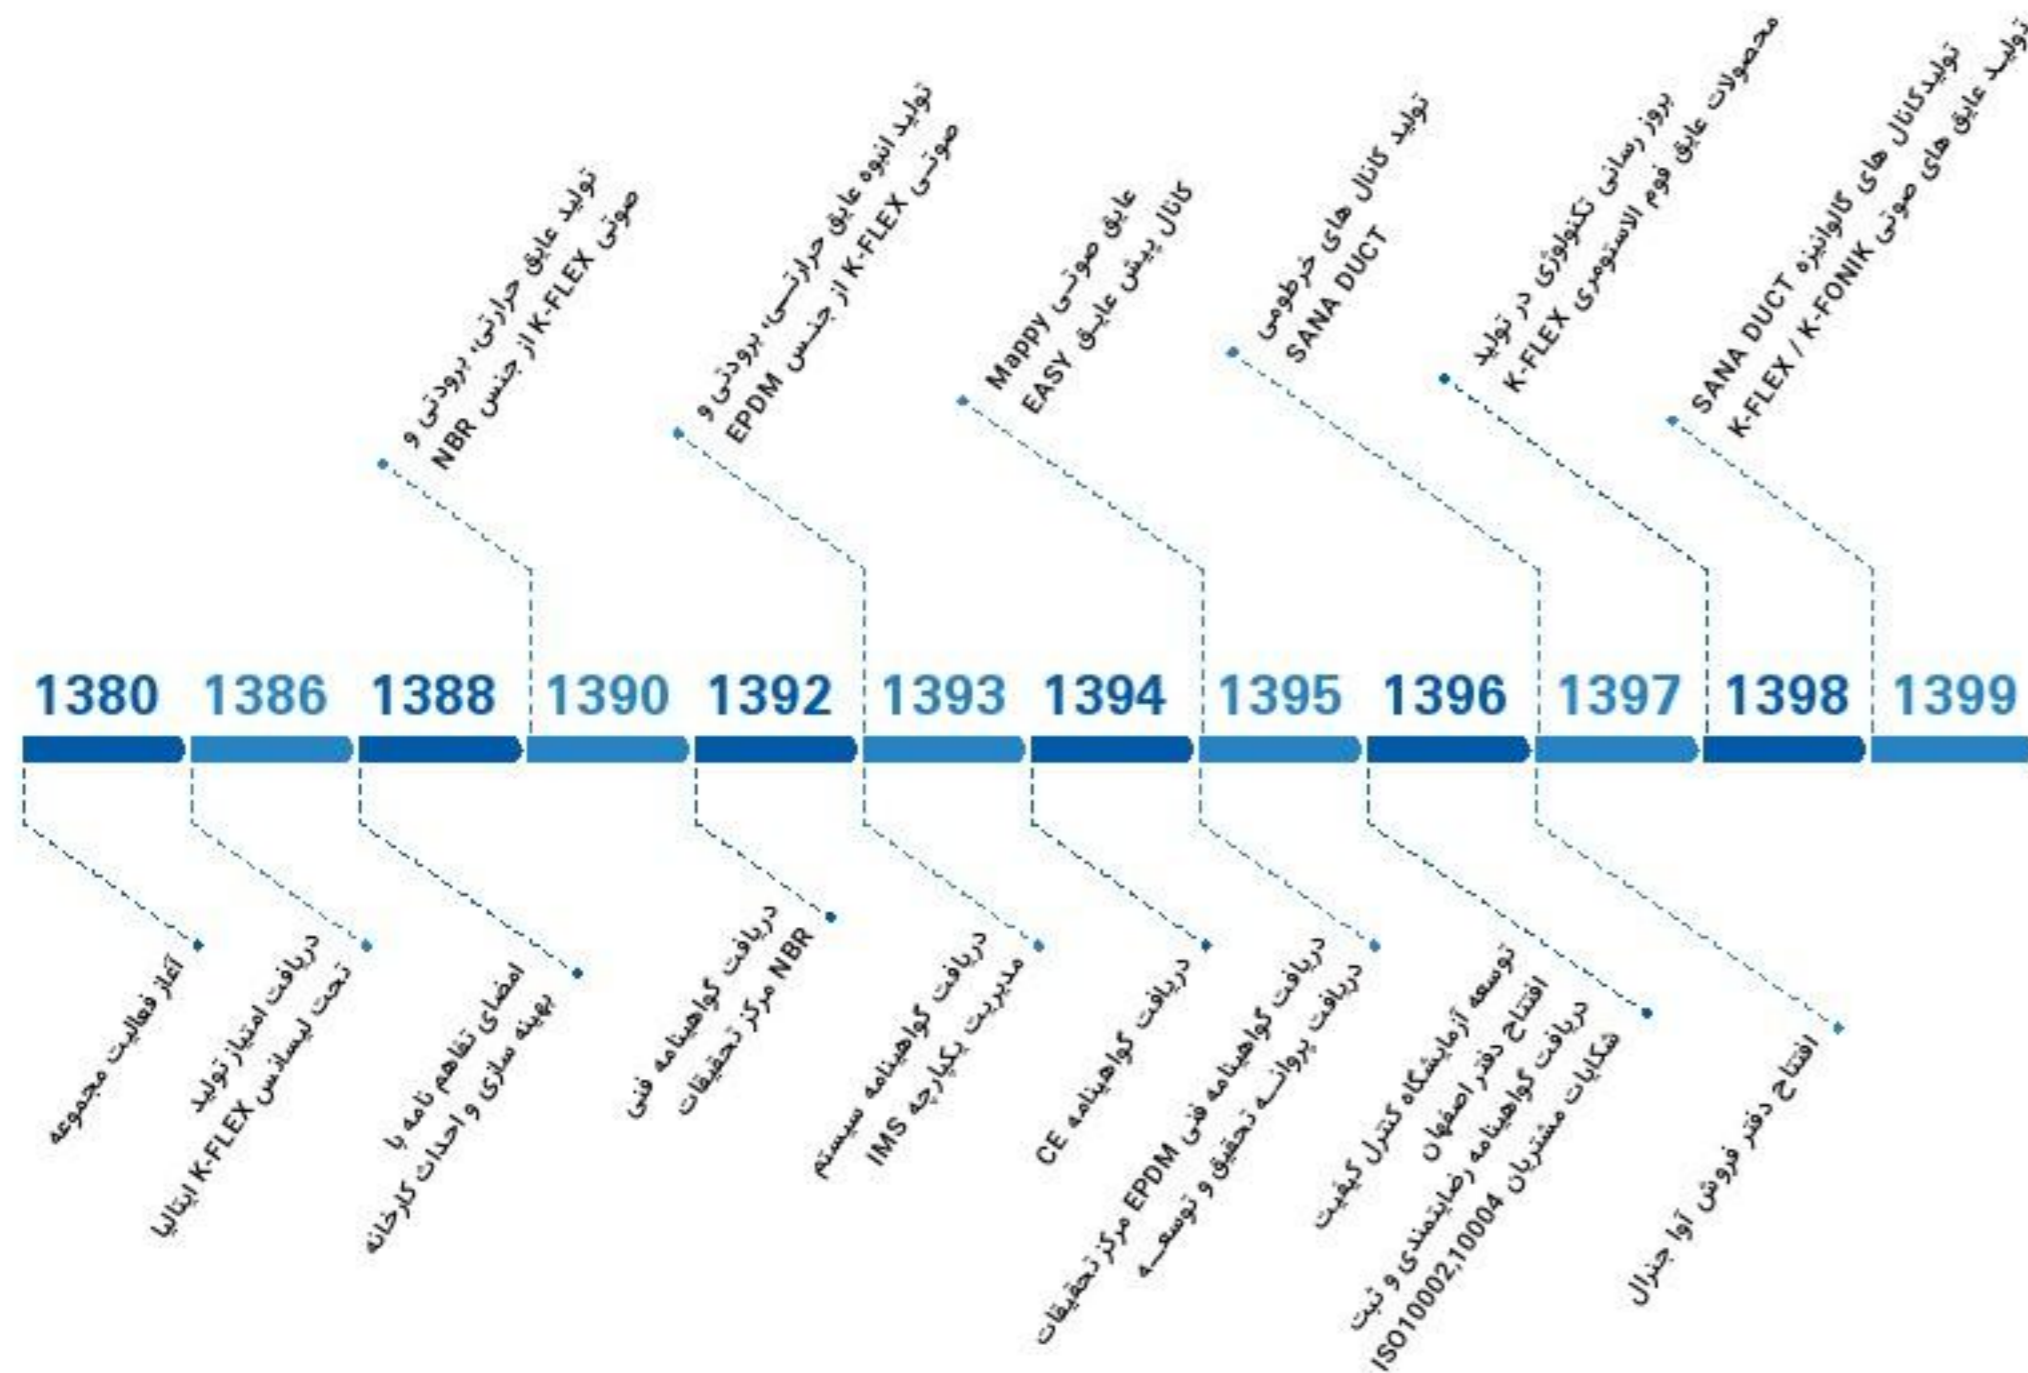 تولید عایق حرارتی، برودتی و
صوتی K-FLEX از جنس NBR
تولید انبوه عایق حرارتی، برودتی و
صوتی K-FLEX از جنس EPDM
عایق صوتی Mappy
کانال پیش عایق EASY
تولید کانال های خرطومی
SANA DUCT
بروز رسانی تکنولوژی در تولید
محصولات عایق فوم الاستومری K-FLEX
تولیدکانال های گالوانیزه SANA DUCT
تولید عایق های صوتی K-FLEX / K-FONIK
1380 1386 1388 1390 1392 1393 1394 1395 1396 1397 1398 1399
آغاز فعالیت مجموعه
دریافت امتیاز تولید
تحت لیسانس K-FLEX ایتالیا
امضای تفاهم نامه با
بهینه سازی و احداث کارخانه
دریافت گواهینامه فنی
NBR مرکز تحقیقات
دریافت گواهینامه سیستم
مدیریت یکپارچه IMS
دریافت گواهینامه CE
دریافت گواهینامه فنی EPDM مرکز تحقیقات
دریافت پروانه تحقیق و توسعه
توسعه آزمایشگاه کنترل کیفیت
افتتاح دفتر اصفهان
دریافت گواهینامه رضایتمندی و ثبت
شکایات مشتریان ISO10002,10004
افتتاح دفتر فروش آوا جنرال